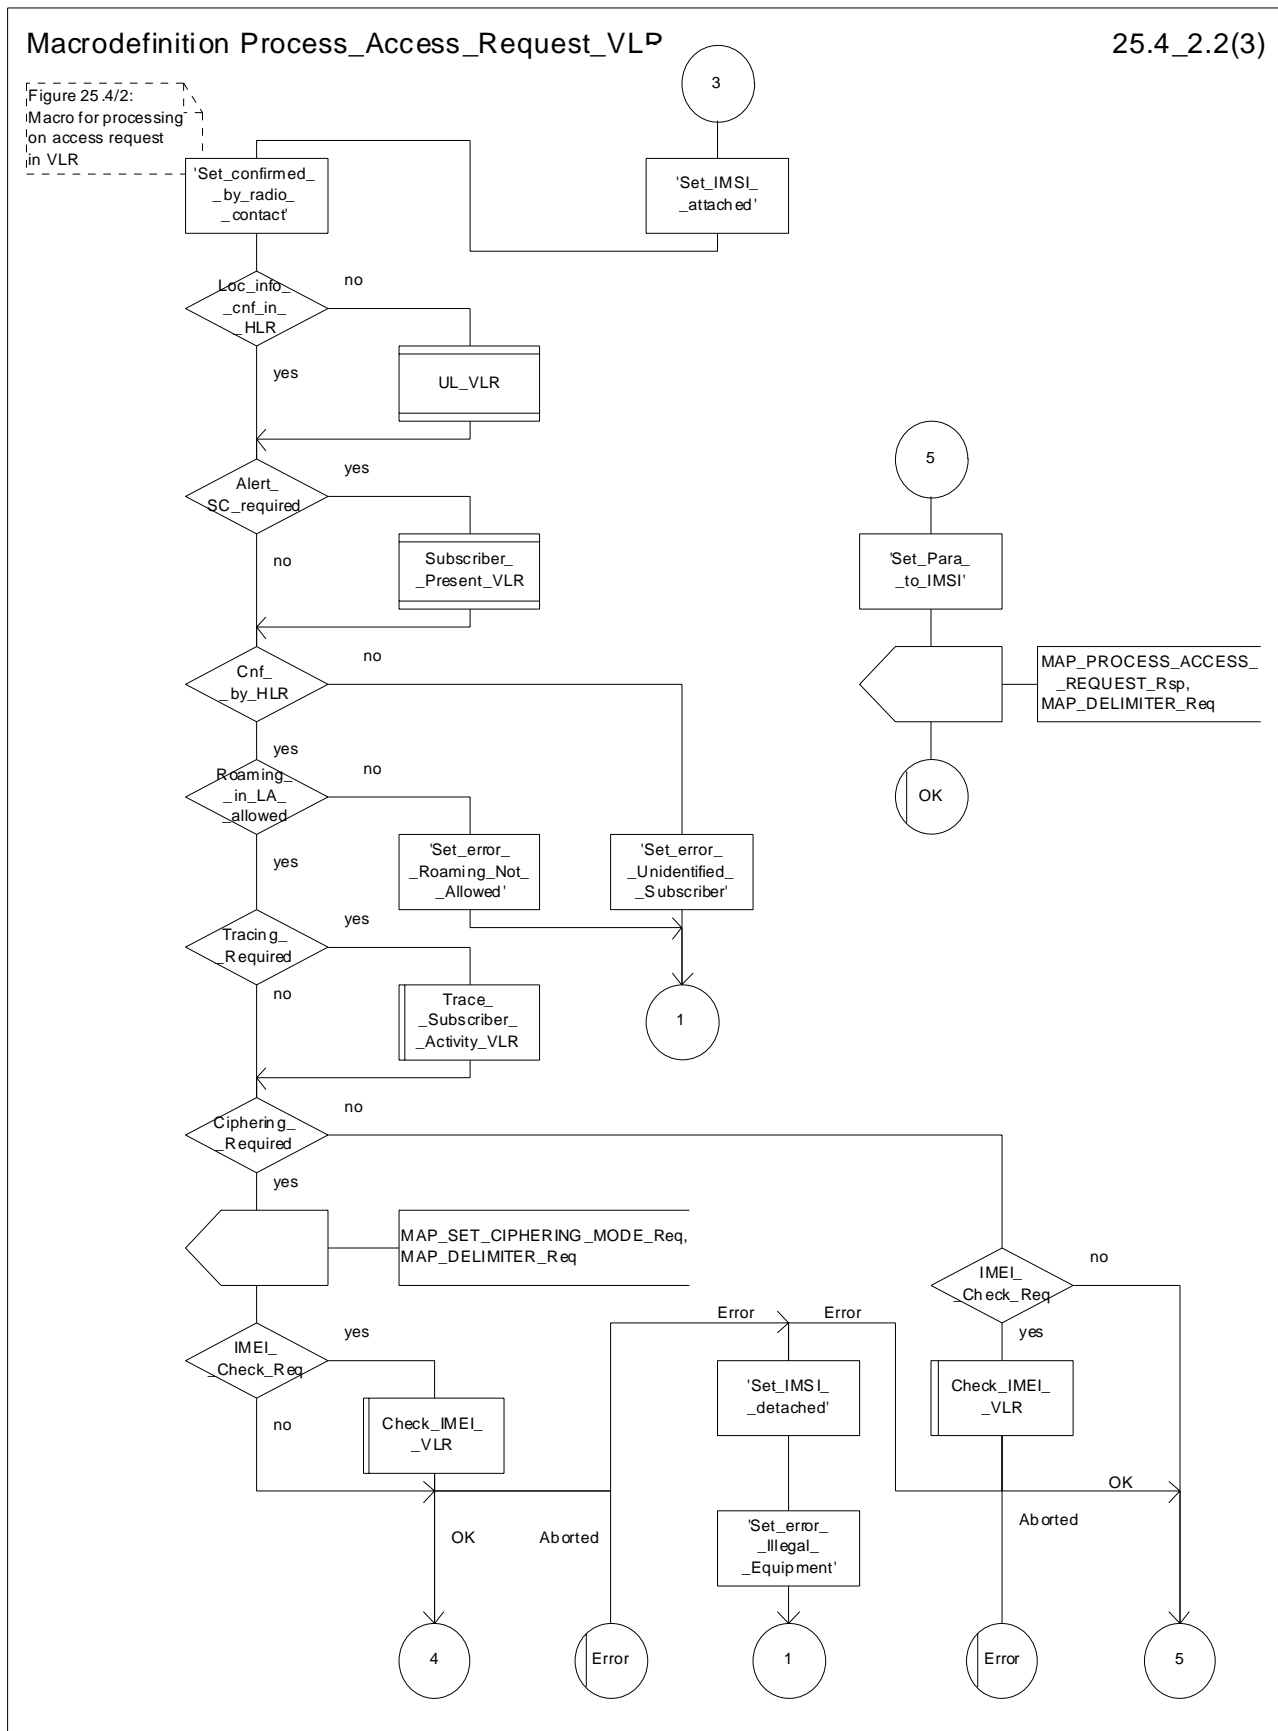 Macrodefinition Process_Access_Request_VLR
25.4_2.2(3)
Figure 25.4/2:
Macro for processing
on access request
in VLR
3
'Set_confirmed_
_by_radio_
_contact'
'Set_IMSI_
_attached'
Loc_info_
_cnf_in_
_HLR
no
yes
UL_VLR
Alert_
SC_required
yes
no
Subscriber_
_Present_VLR
5
'Set_Para_
_to_IMSI'
MAP_PROCESS_ACCESS_
_REQUEST_Rsp,
MAP_DELIMITER_Req
OK
Cnf_
_by_HLR
no
yes
Roaming_
_in_LA_
_allowed
no
yes
'Set_error_
_Roaming_Not_
_Allowed'
'Set_error_
_Unidentified_
_Subscriber'
Tracing_
_Required
yes
no
Trace_
_Subscriber_
_Activity_VLR
1
Ciphering_
_Required
no
yes
MAP_SET_CIPHERING_MODE_Req,
MAP_DELIMITER_Req
IMEI_
_Check_Req
no
yes
Error
Error
IMEI_
_Check_Req
yes
no
Check_IMEI_
_VLR
'Set_IMSI_
_detached'
Check_IMEI_
_VLR
OK
OK
Aborted
'Set_error_
_Illegal_
_Equipment'
Aborted
4
Error
1
Error
5